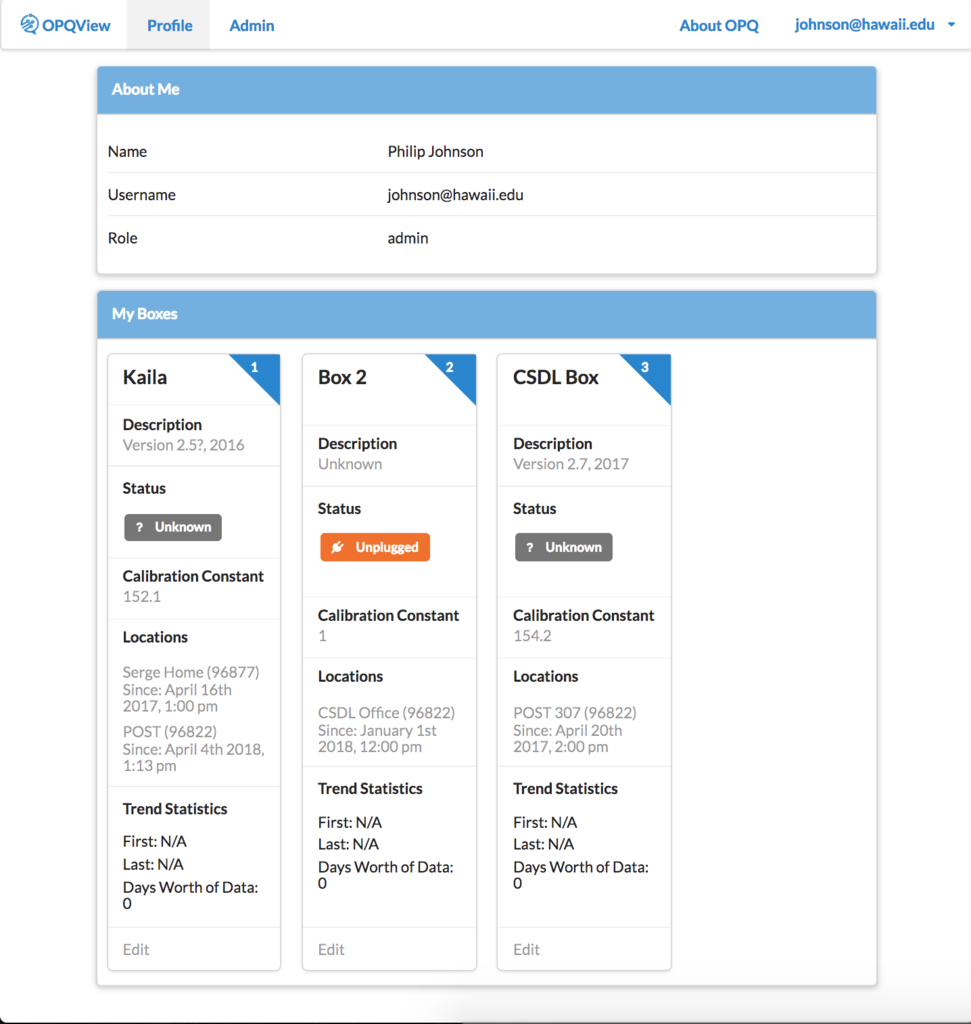 OPQView Profile Admin About OPQ johnson@hawaii.edu
About Me
Name Philip Johnson
Username johnson@hawaii.edu
Role admin
My Boxes
Kaila 1
Description
Version 2.5?, 2016
Status
? Unknown
Calibration Constant
152.1
Locations
Serge Home (96877)
Since: April 16th
2017, 1:00 pm
POST (96822)
Since: April 4th 2018,
1:13 pm
Trend Statistics
First: N/A
Last: N/A
Days Worth of Data:
0
Edit
Box 2 2
Description
Unknown
Status
Unplugged
Calibration Constant
1
Locations
CSDL Office (96822)
Since: January 1st
2018, 12:00 pm
Trend Statistics
First: N/A
Last: N/A
Days Worth of Data:
0
Edit
CSDL Box 3
Description
Version 2.7, 2017
Status
? Unknown
Calibration Constant
154.2
Locations
POST 307 (96822)
Since: April 20th
2017, 2:00 pm
Trend Statistics
First: N/A
Last: N/A
Days Worth of Data:
0
Edit